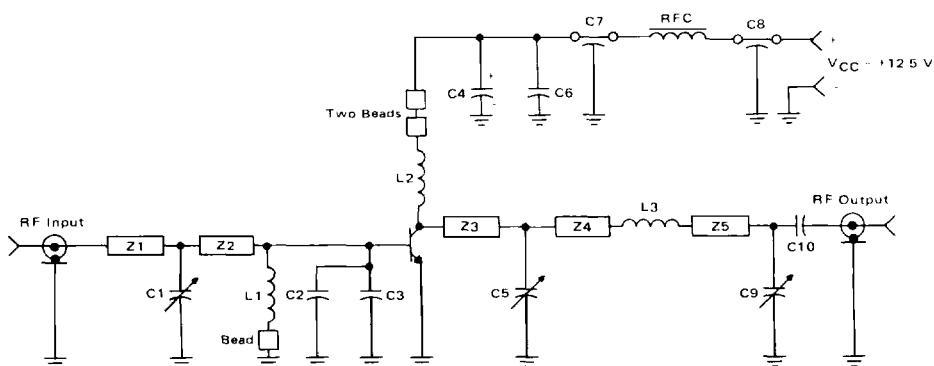 C7
RFC
C8
+
VCC - +12.5 V
-
C4
+
C6
Two Beads
L2
RF Input
Z1
Z2
Z3
Z4
L3
Z5
RF Output
C10
C1
L1
C2
C3
C5
C9
Bead